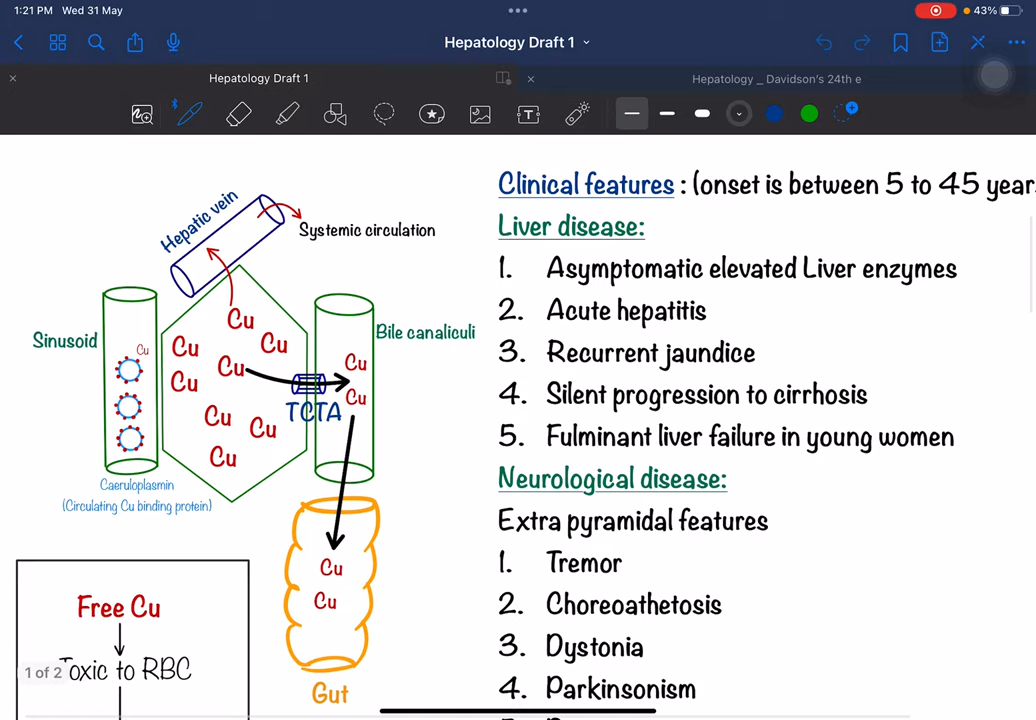 1:21 PM Wed 31 May
43%
Hepatology Draft 1
Hepatology Draft 1
Hepatology _ Davidson's 24th e
Hepatic vein
Systemic circulation
Sinusoid
Bile canaliculi
Cu
Cu
Cu
Cu
Cu
Cu
Cu
Cu
Cu
Cu
Cu
TCTA
Caeruloplasmin
(Circulating Cu binding protein)
Cu
Cu
Gut
Free Cu
Toxic to RBC
1 of 2
Clinical features : (onset is between 5 to 45 year
Liver disease:
1. Asymptomatic elevated Liver enzymes
2. Acute hepatitis
3. Recurrent jaundice
4. Silent progression to cirrhosis
5. Fulminant liver failure in young women
Neurological disease:
Extra pyramidal features
1. Tremor
2. Choreoathetosis
3. Dystonia
4. Parkinsonism